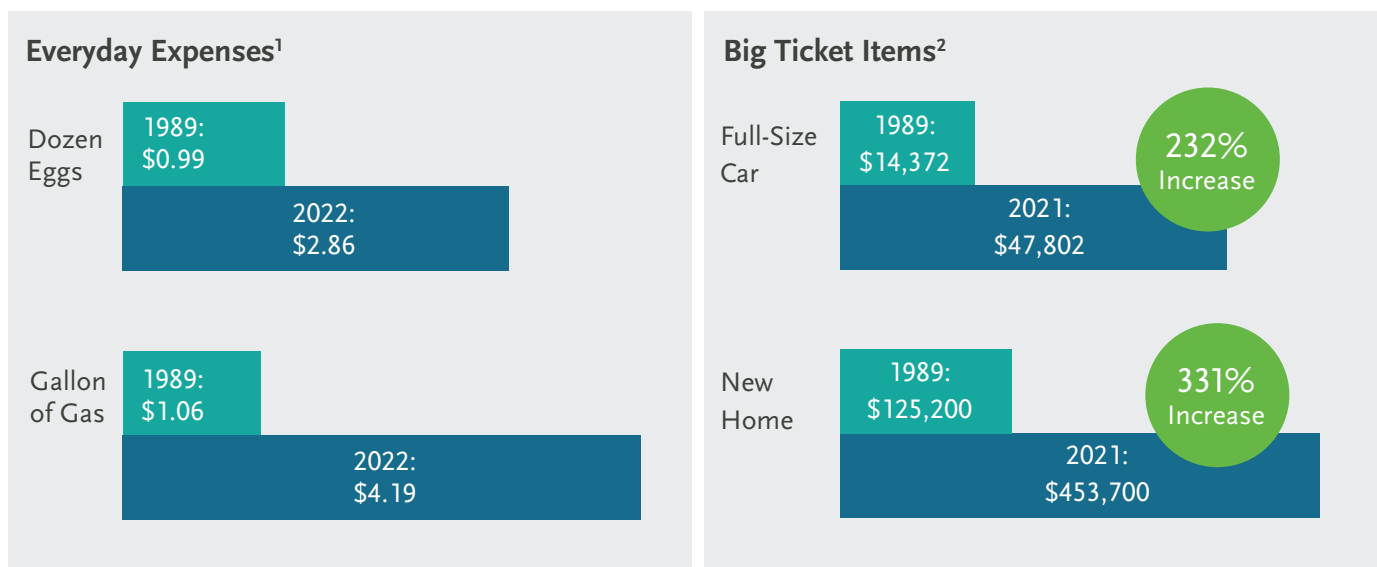 Everyday Expenses¹
Dozen
Eggs
1989:
$0.99
2022:
$2.86
Gallon
of Gas
1989:
$1.06
2022:
$4.19
Big Ticket Items²
Full-Size
Car
1989:
$14,372
232%
Increase
2021:
$47,802
New
Home
1989:
$125,200
331%
Increase
2021:
$453,700